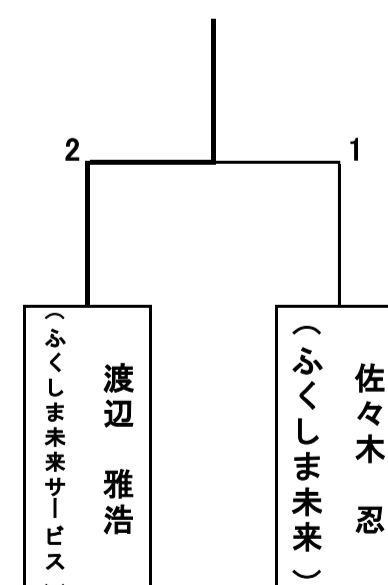 2
1
渡辺　雅浩
（ふくしま未来サービス）
佐々木　忍
（ふくしま未来）